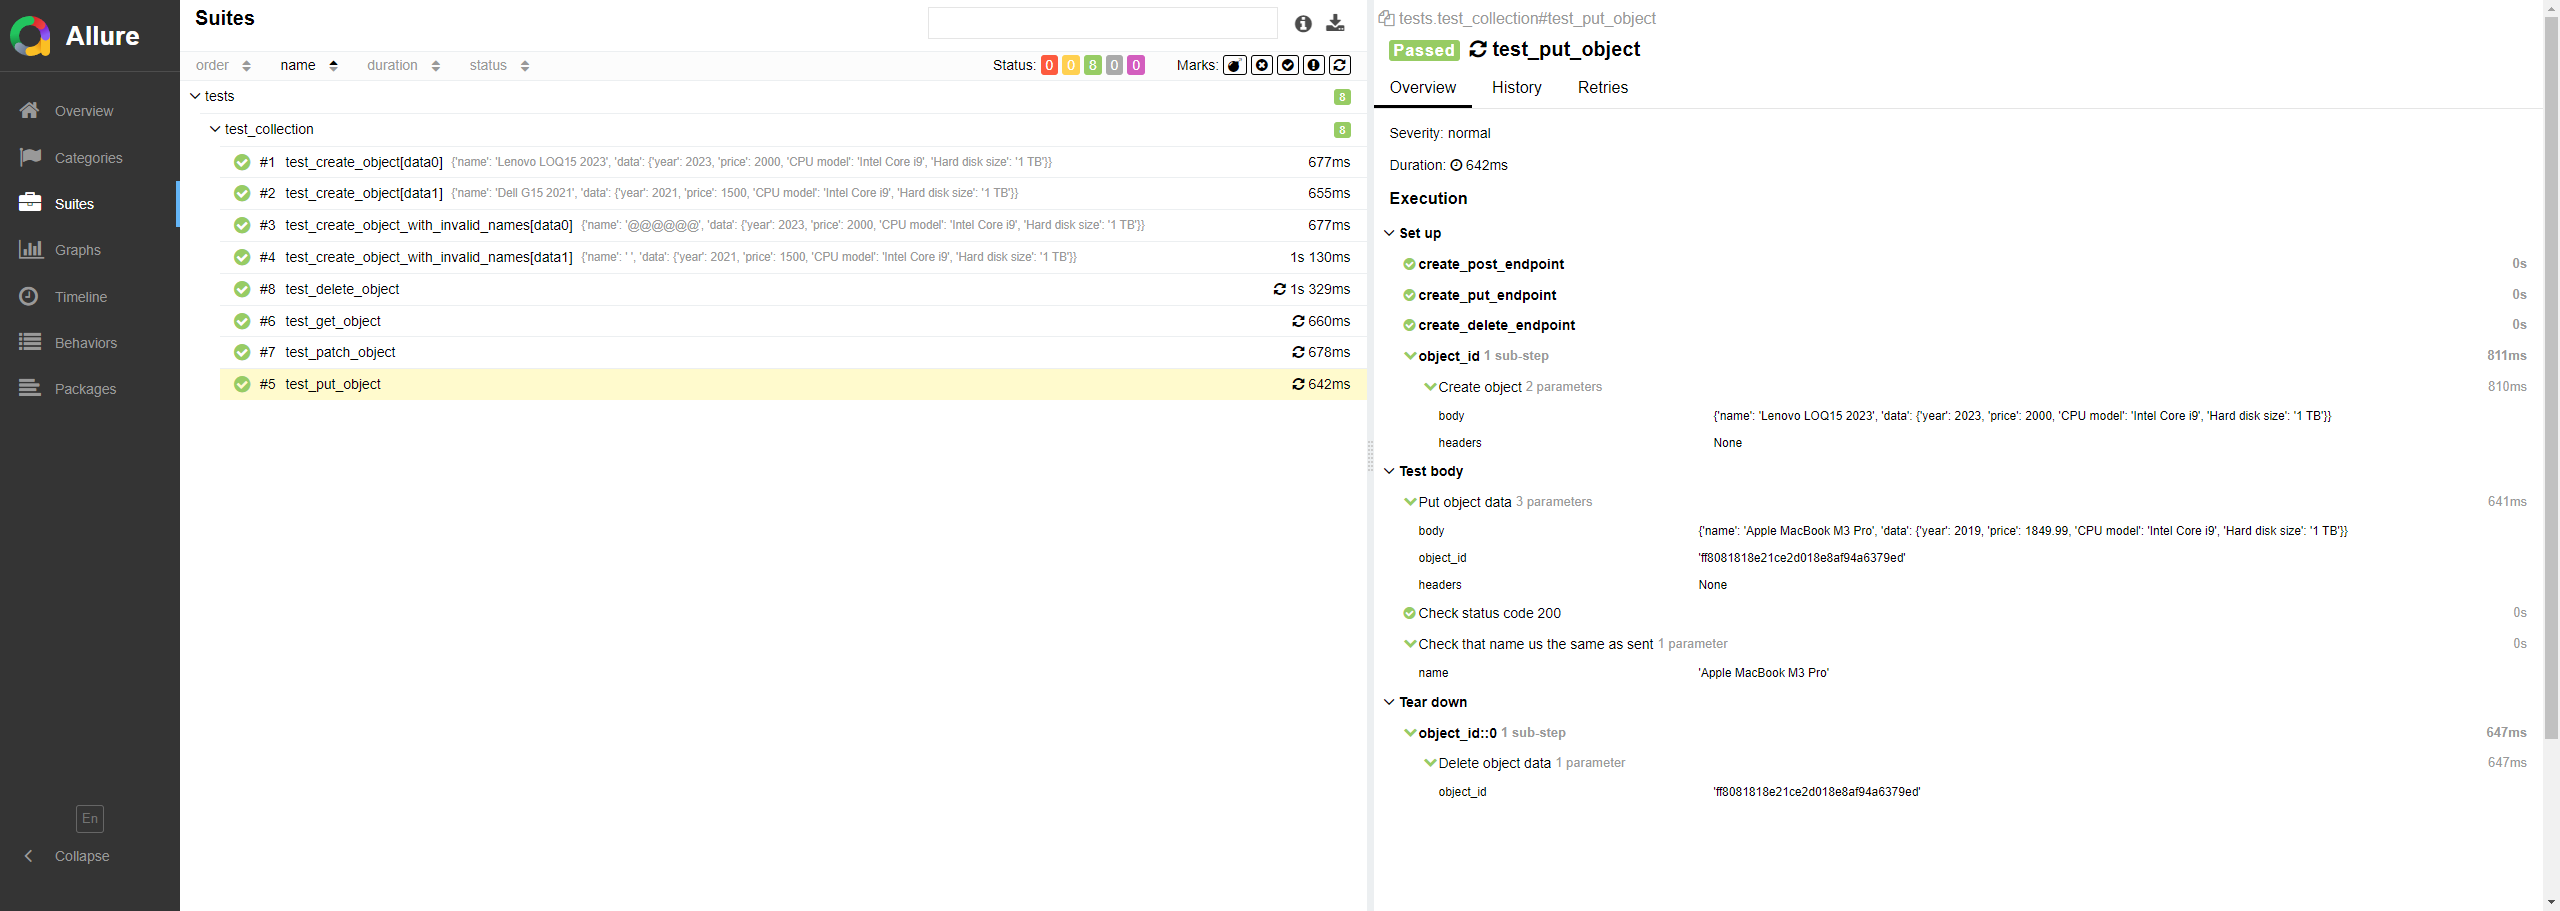 Allure
Overview
Categories
Suites
Graphs
Timeline
Behaviors
Packages
En
Collapse
Suites
order name duration status Status: 0 0 8 0 0 Marks:
tests 8
test_collection 8
#1 test_create_object[data0] {'name': 'Lenovo LOQ15 2023', 'data': {'year': 2023, 'price': 2000, 'CPU model': 'Intel Core i9', 'Hard disk size': '1 TB'}} 677ms
#2 test_create_object[data1] {'name': 'Dell G15 2021', 'data': {'year': 2021, 'price': 1500, 'CPU model': 'Intel Core i9', 'Hard disk size': '1 TB'}} 655ms
#3 test_create_object_with_invalid_names[data0] {'name': '@@@@@@', 'data': {'year': 2023, 'price': 2000, 'CPU model': 'Intel Core i9', 'Hard disk size': '1 TB'}} 677ms
#4 test_create_object_with_invalid_names[data1] {'name': ' ', 'data': {'year': 2021, 'price': 1500, 'CPU model': 'Intel Core i9', 'Hard disk size': '1 TB'}} 1s 130ms
#8 test_delete_object 1s 329ms
#6 test_get_object 660ms
#7 test_patch_object 678ms
#5 test_put_object 642ms
tests.test_collection#test_put_object
Passed test_put_object
Overview History Retries
Severity: normal
Duration: 642ms
Execution
Set up
create_post_endpoint 0s
create_put_endpoint 0s
create_delete_endpoint 0s
object_id 1 sub-step 811ms
Create object 2 parameters 810ms
body {'name': 'Lenovo LOQ15 2023', 'data': {'year': 2023, 'price': 2000, 'CPU model': 'Intel Core i9', 'Hard disk size': '1 TB'}}
headers None
Test body
Put object data 3 parameters 641ms
body {'name': 'Apple MacBook M3 Pro', 'data': {'year': 2019, 'price': 1849.99, 'CPU model': 'Intel Core i9', 'Hard disk size': '1 TB'}}
object_id 'ff8081818e21ce2d018e8af94a6379ed'
headers None
Check status code 200 0s
Check that name us the same as sent 1 parameter 0s
name 'Apple MacBook M3 Pro'
Tear down
object_id::0 1 sub-step 647ms
Delete object data 1 parameter 647ms
object_id 'ff8081818e21ce2d018e8af94a6379ed'